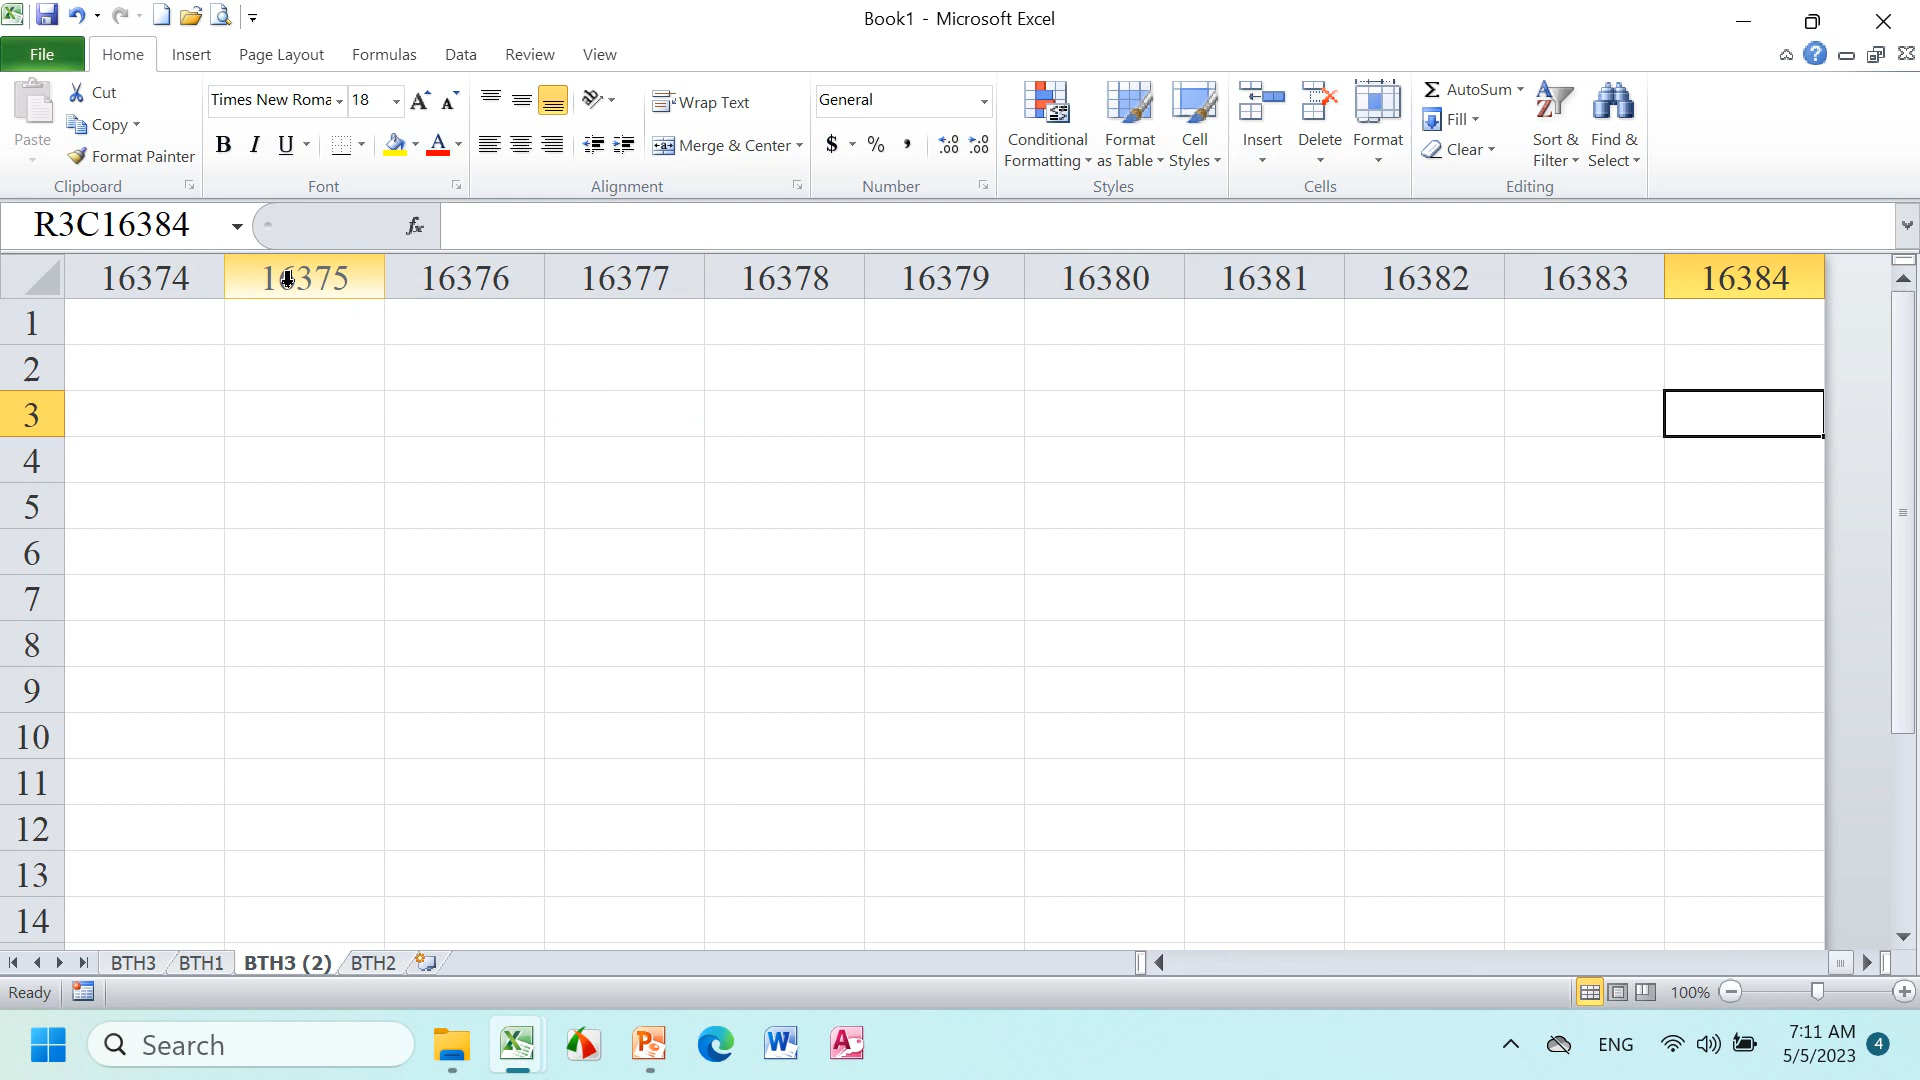 Book1 - Microsoft Excel
File Home Insert Page Layout Formulas Data Review View
Paste
Cut
Copy
Format Painter
Clipboard
Times New Roma 18
B I U
Font
Wrap Text
Merge & Center
Alignment
General
$ % ,
Number
Conditional Formatting
Format as Table
Cell Styles
Styles
Insert
Delete
Format
Cells
Σ AutoSum
Fill
Clear
Sort & Filter
Find & Select
Editing
R3C16384 fx
16374 16375 16376 16377 16378 16379 16380 16381 16382 16383 16384
1
2
3
4
5
6
7
8
9
10
11
12
13
14
BTH3 BTH1 BTH3 (2) BTH2
Ready 100%
Search ENG 7:11 AM 4
5/5/2023